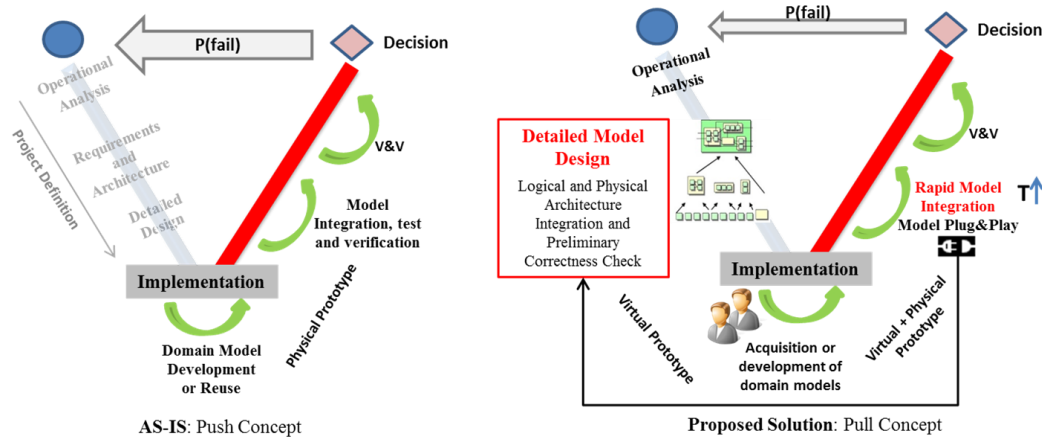 P(fail)
Decision
Operational
Analysis
Requirements
and
Architecture
Detailed
Design
Project Definition
V&V
Model
Integration, test
and verification
Implementation
Physical Prototype
Domain Model
Development
or Reuse
AS-IS: Push Concept
P(fail)
Decision
Operational
Analysis
Detailed Model
Design
Logical and Physical
Architecture
Integration and
Preliminary
Correctness Check
V&V
Rapid Model
Integration
Model Plug&Play
T
Implementation
Virtual Prototype
Acquisition or
development of
domain models
Virtual + Physical
Prototype
Proposed Solution: Pull Concept